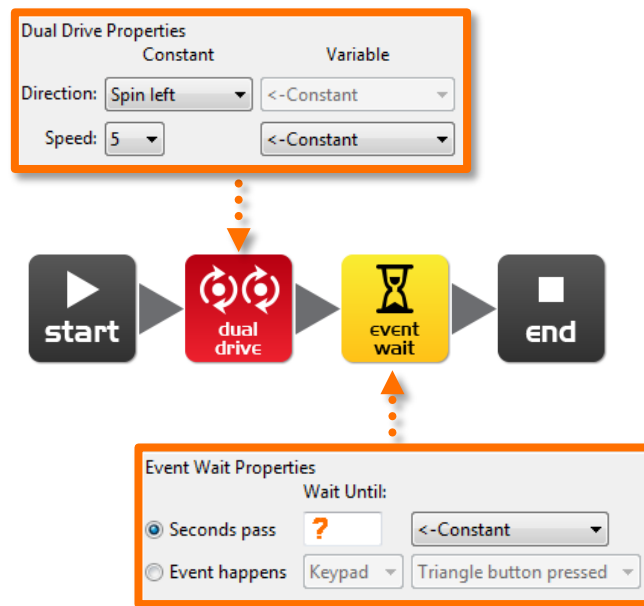 Dual Drive Properties
Constant Variable
Direction: Spin left <-Constant
Speed: 5 <-Constant
start
dual
drive
event
wait
end
Event Wait Properties
Wait Until:
Seconds pass ? <-Constant
Event happens Keypad Triangle button pressed